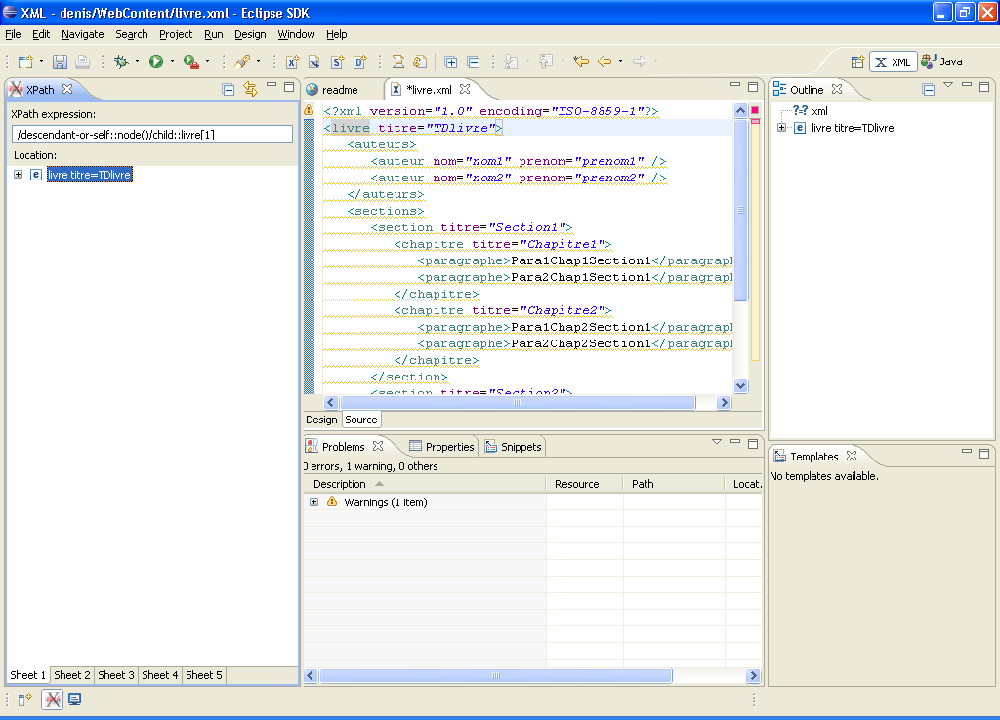 XML - denis/WebContent/livre.xml - Eclipse SDK
File Edit Navigate Search Project Run Design Window Help
XML Java
XPath
XPath expression:
/descendant-or-self::node()/child::livre[1]
Location:
livre titre=TDlivre
Sheet 1 Sheet 2 Sheet 3 Sheet 4 Sheet 5
readme *livre.xml
<?xml version="1.0" encoding="ISO-8859-1"?>
<livre titre="TDlivre">
<auteurs>
<auteur nom="nom1" prenom="prenom1" />
<auteur nom="nom2" prenom="prenom2" />
</auteurs>
<sections>
<section titre="Section1">
<chapitre titre="Chapitre1">
<paragraphe>Para1Chap1Section1</paragrap
<paragraphe>Para2Chap1Section1</paragrap
</chapitre>
<chapitre titre="Chapitre2">
<paragraphe>Para1Chap2Section1</paragrap
<paragraphe>Para2Chap2Section1</paragrap
</chapitre>
</section>
<section titre="Section2">
Design Source
Problems Properties Snippets
0 errors, 1 warning, 0 others
Description Resource Path Locat.
Warnings (1 item)
Outline
?-? xml
livre titre=TDlivre
Templates
No templates available.